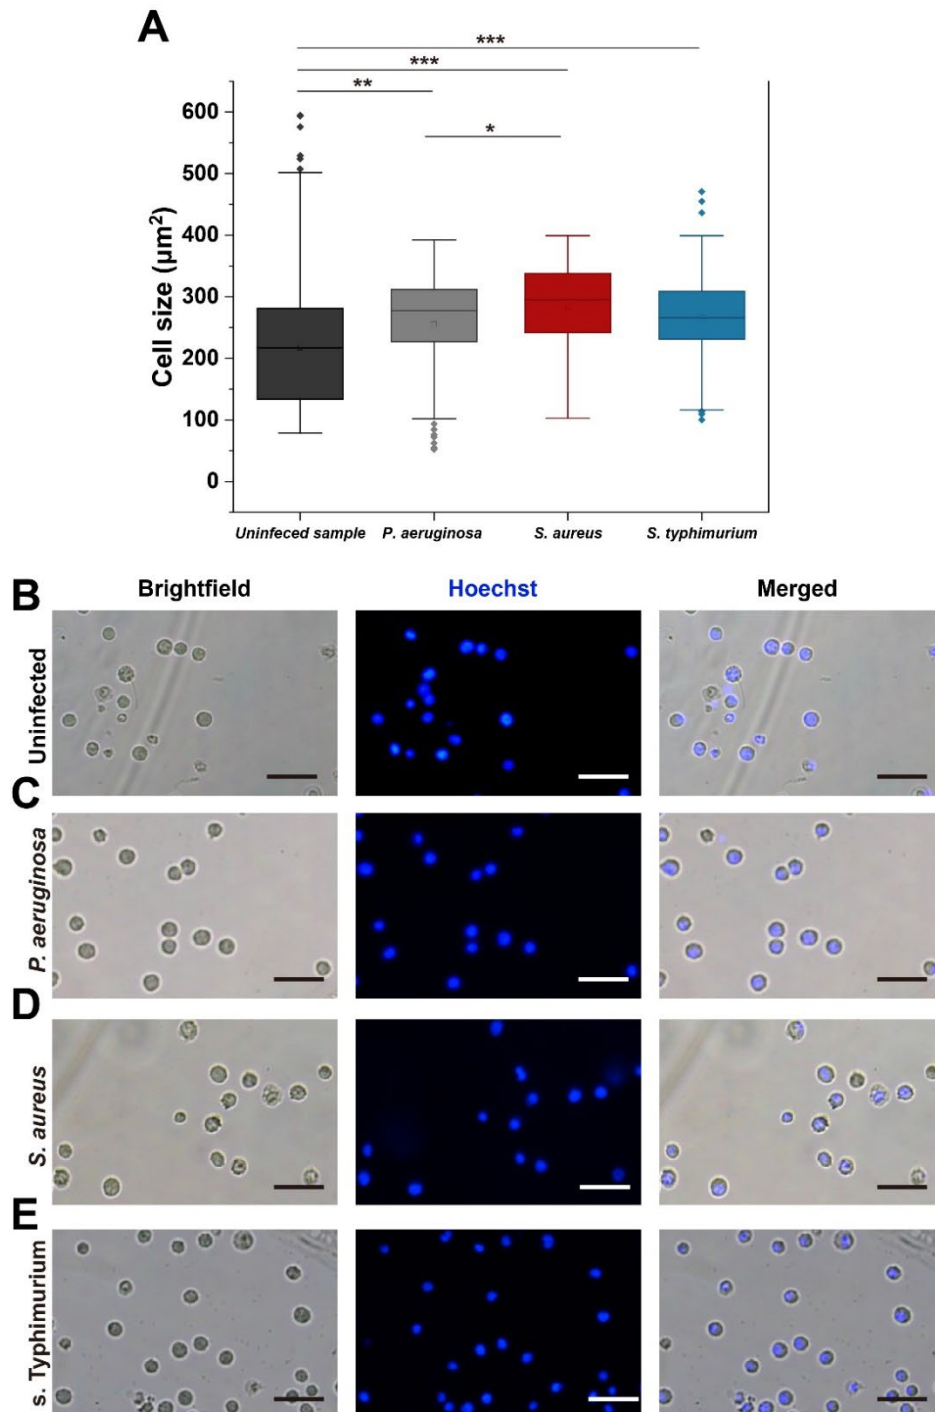 A
***
***
**
*
Cell size (µm²)
600
500
400
300
200
100
0
Uninfeced sample
P. aeruginosa
S. aureus
S. typhimurium
B
Brightfield
Hoechst
Merged
Uninfected
C
P. aeruginosa
D
S. aureus
E
s. Typhimurium